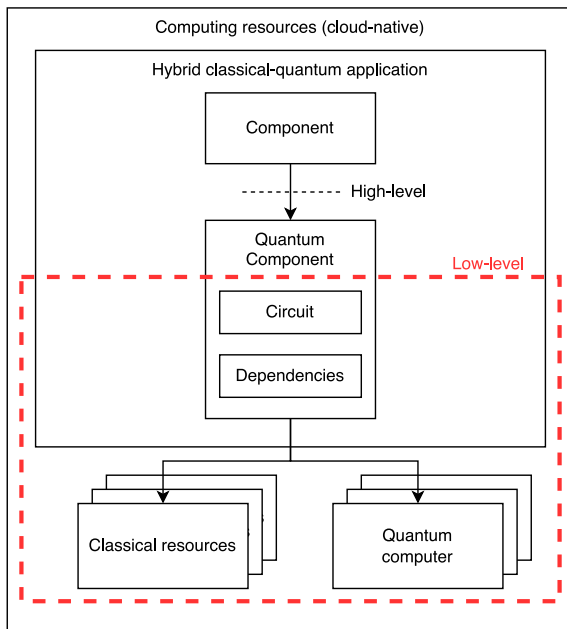 Computing resources (cloud-native)
Hybrid classical-quantum application
Component
High-level
Quantum
Component
Low-level
Circuit
Dependencies
Classical resources
Quantum
computer